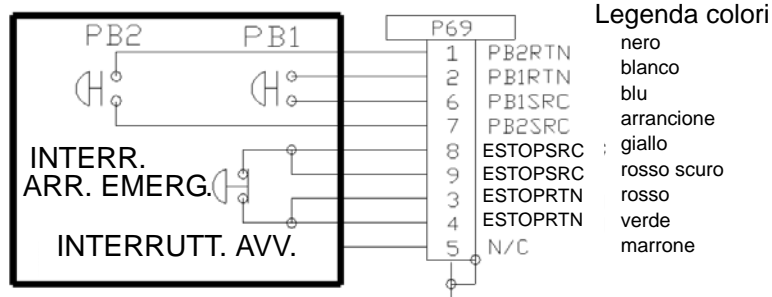 Legenda colori
PB2 PB1 P69
1 PB2RTN nero
2 PB1RTN blanco
6 PB1SRC blu
7 PB2SRC arrancione
8 ESTOPSRC ; giallo
9 ESTOPSRC rosso scuro
3 ESTOPRTN rosso
4 ESTOPRTN verde
5 N/C marrone
INTERR.
ARR. EMERG.
INTERRUTT. AVV.